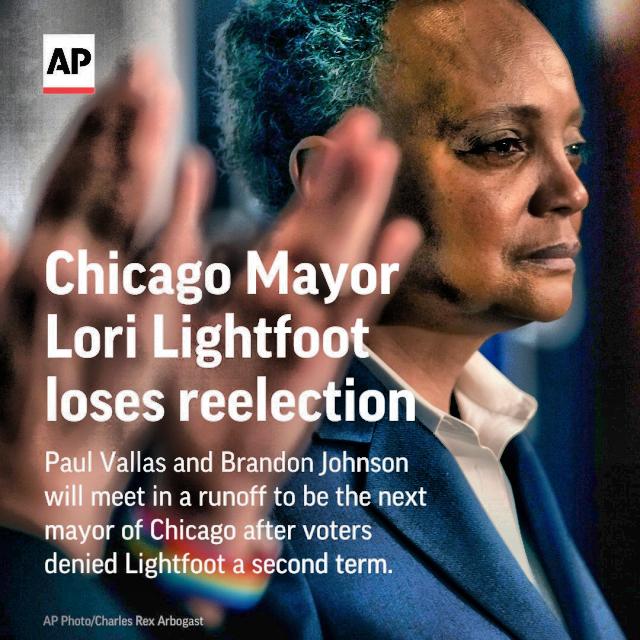 AP
Chicago Mayor
Lori Lightfoot
loses reelection
Paul Vallas and Brandon Johnson
will meet in a runoff to be the next
mayor of Chicago after voters
denied Lightfoot a second term.
AP Photo/Charles Rex Arbogast